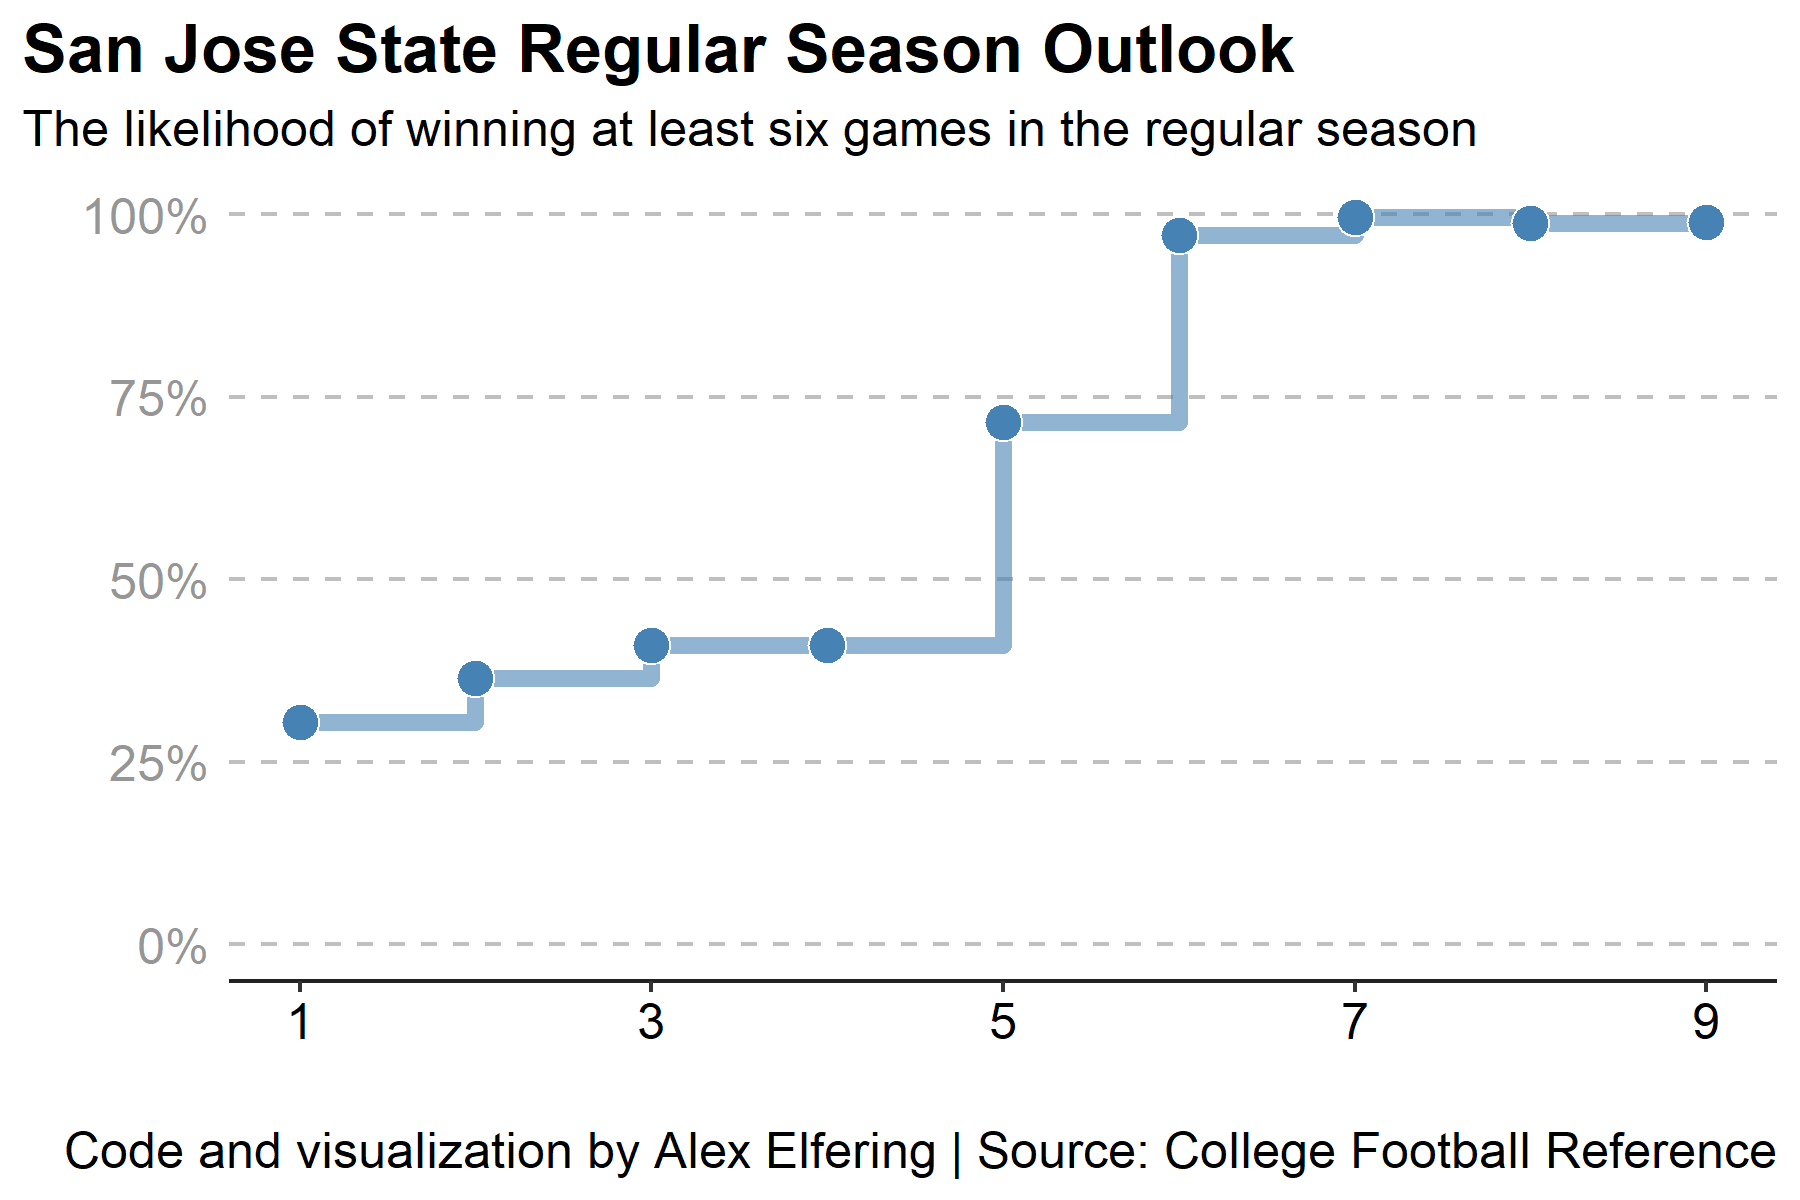 San Jose State Regular Season Outlook
The likelihood of winning at least six games in the regular season
100%
75%
50%
25%
0%
1 3 5 7 9
Code and visualization by Alex Elfering | Source: College Football Reference